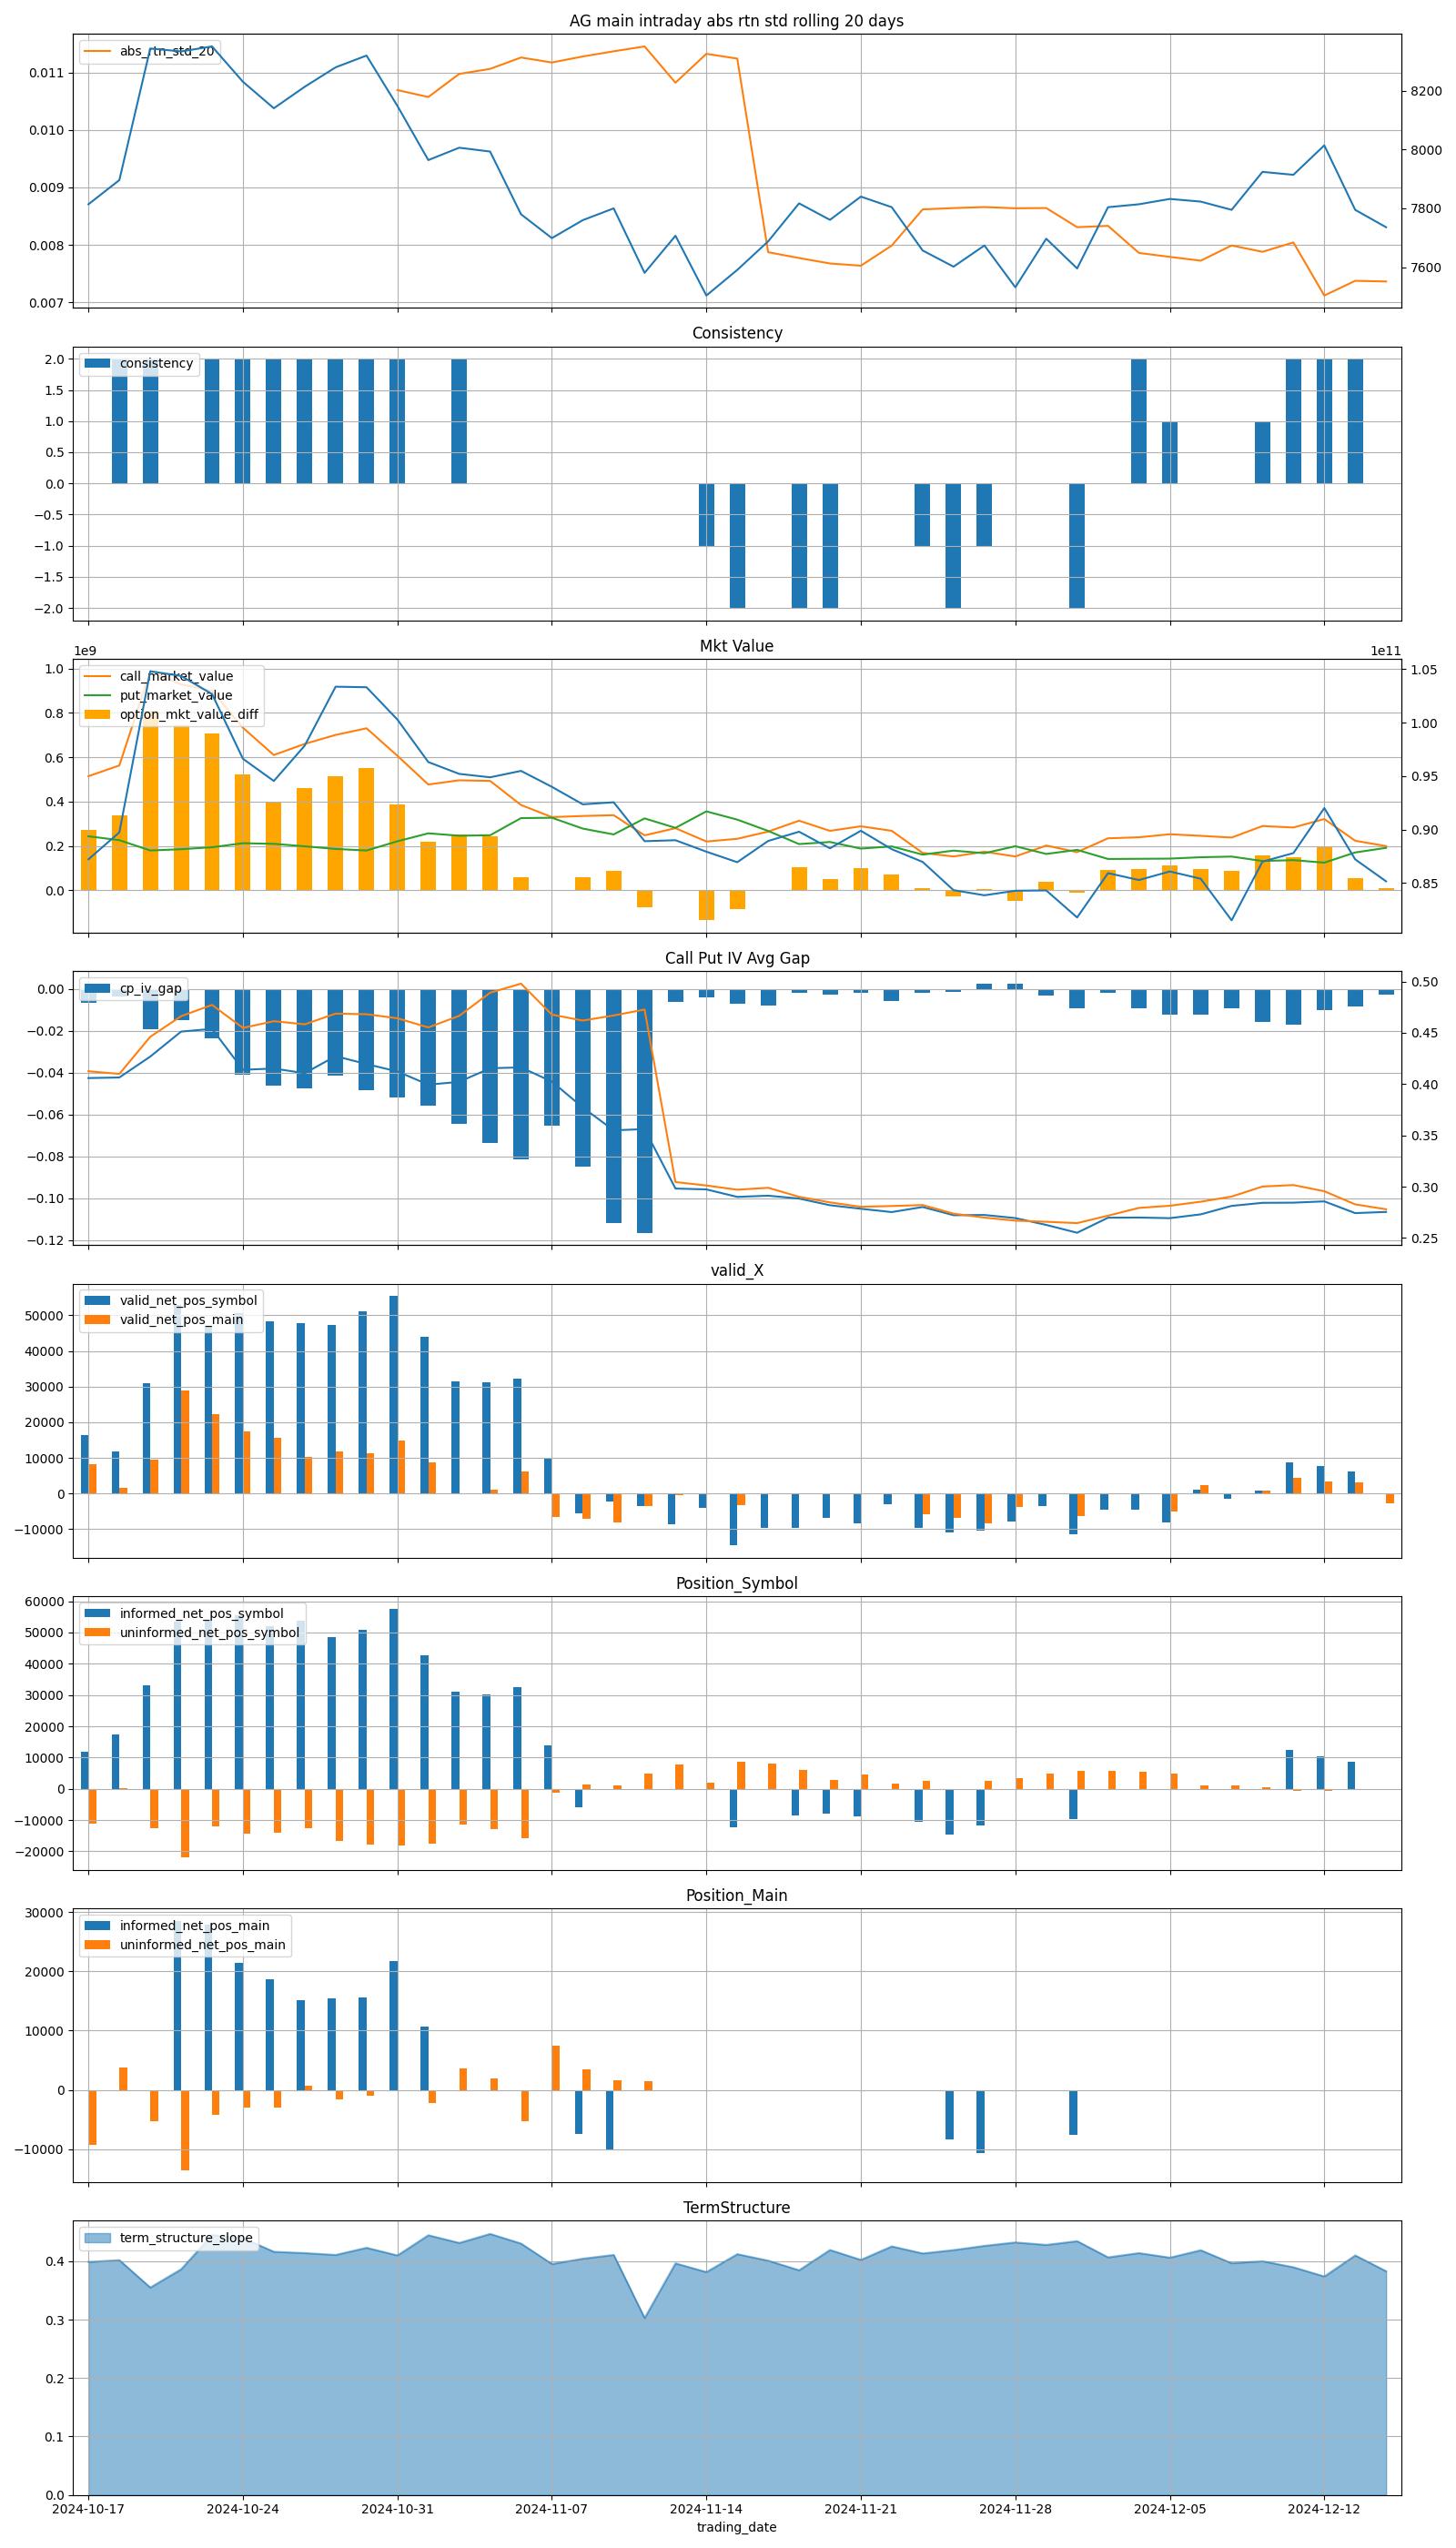 AG main intraday abs rtn std rolling 20 days
abs_rtn_std_20
0.011
0.010
0.009
0.008
0.007
8200
8000
7800
7600
Consistency
consistency
2.0
1.5
1.0
0.5
0.0
−0.5
−1.0
−1.5
−2.0
Mkt Value
1e9
1e11
call_market_value
put_market_value
option_mkt_value_diff
1.0
0.8
0.6
0.4
0.2
0.0
1.05
1.00
0.95
0.90
0.85
Call Put IV Avg Gap
cp_iv_gap
0.00
−0.02
−0.04
−0.06
−0.08
−0.10
−0.12
0.50
0.45
0.40
0.35
0.30
0.25
valid_X
valid_net_pos_symbol
valid_net_pos_main
50000
40000
30000
20000
10000
0
−10000
Position_Symbol
informed_net_pos_symbol
uninformed_net_pos_symbol
60000
50000
40000
30000
20000
10000
0
−10000
−20000
Position_Main
informed_net_pos_main
uninformed_net_pos_main
30000
20000
10000
0
−10000
TermStructure
term_structure_slope
0.4
0.3
0.2
0.1
0.0
2024-10-17 2024-10-24 2024-10-31 2024-11-07 2024-11-14 2024-11-21 2024-11-28 2024-12-05 2024-12-12
trading_date